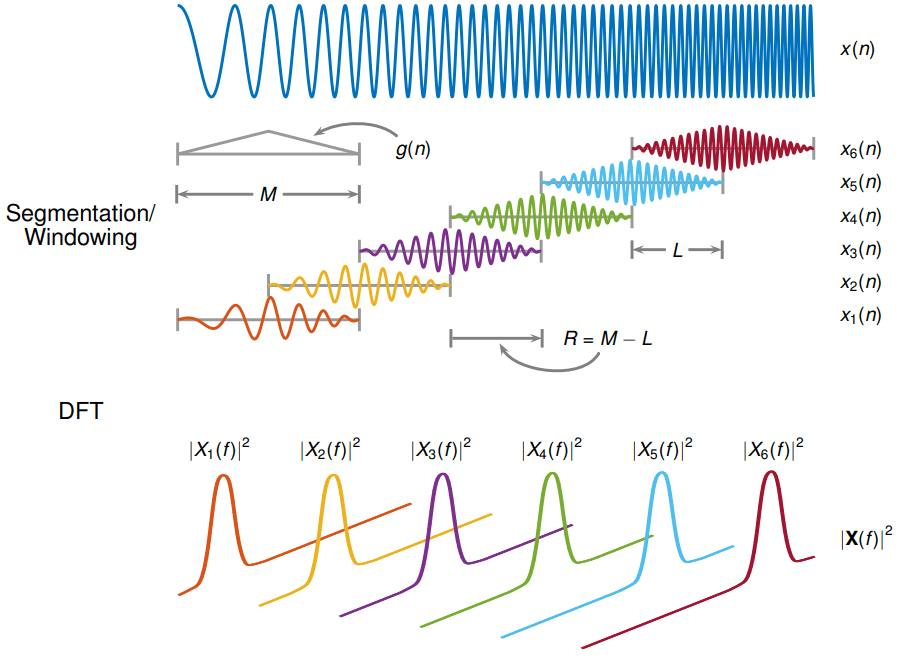 x(n)
g(n)
x₆(n)
x₅(n)
M
x₄(n)
Segmentation/
Windowing
x₃(n)
L
x₂(n)
x₁(n)
R = M − L
DFT
|X₁(f)|² |X₂(f)|² |X₃(f)|² |X₄(f)|² |X₅(f)|² |X₆(f)|²
|X(f)|²